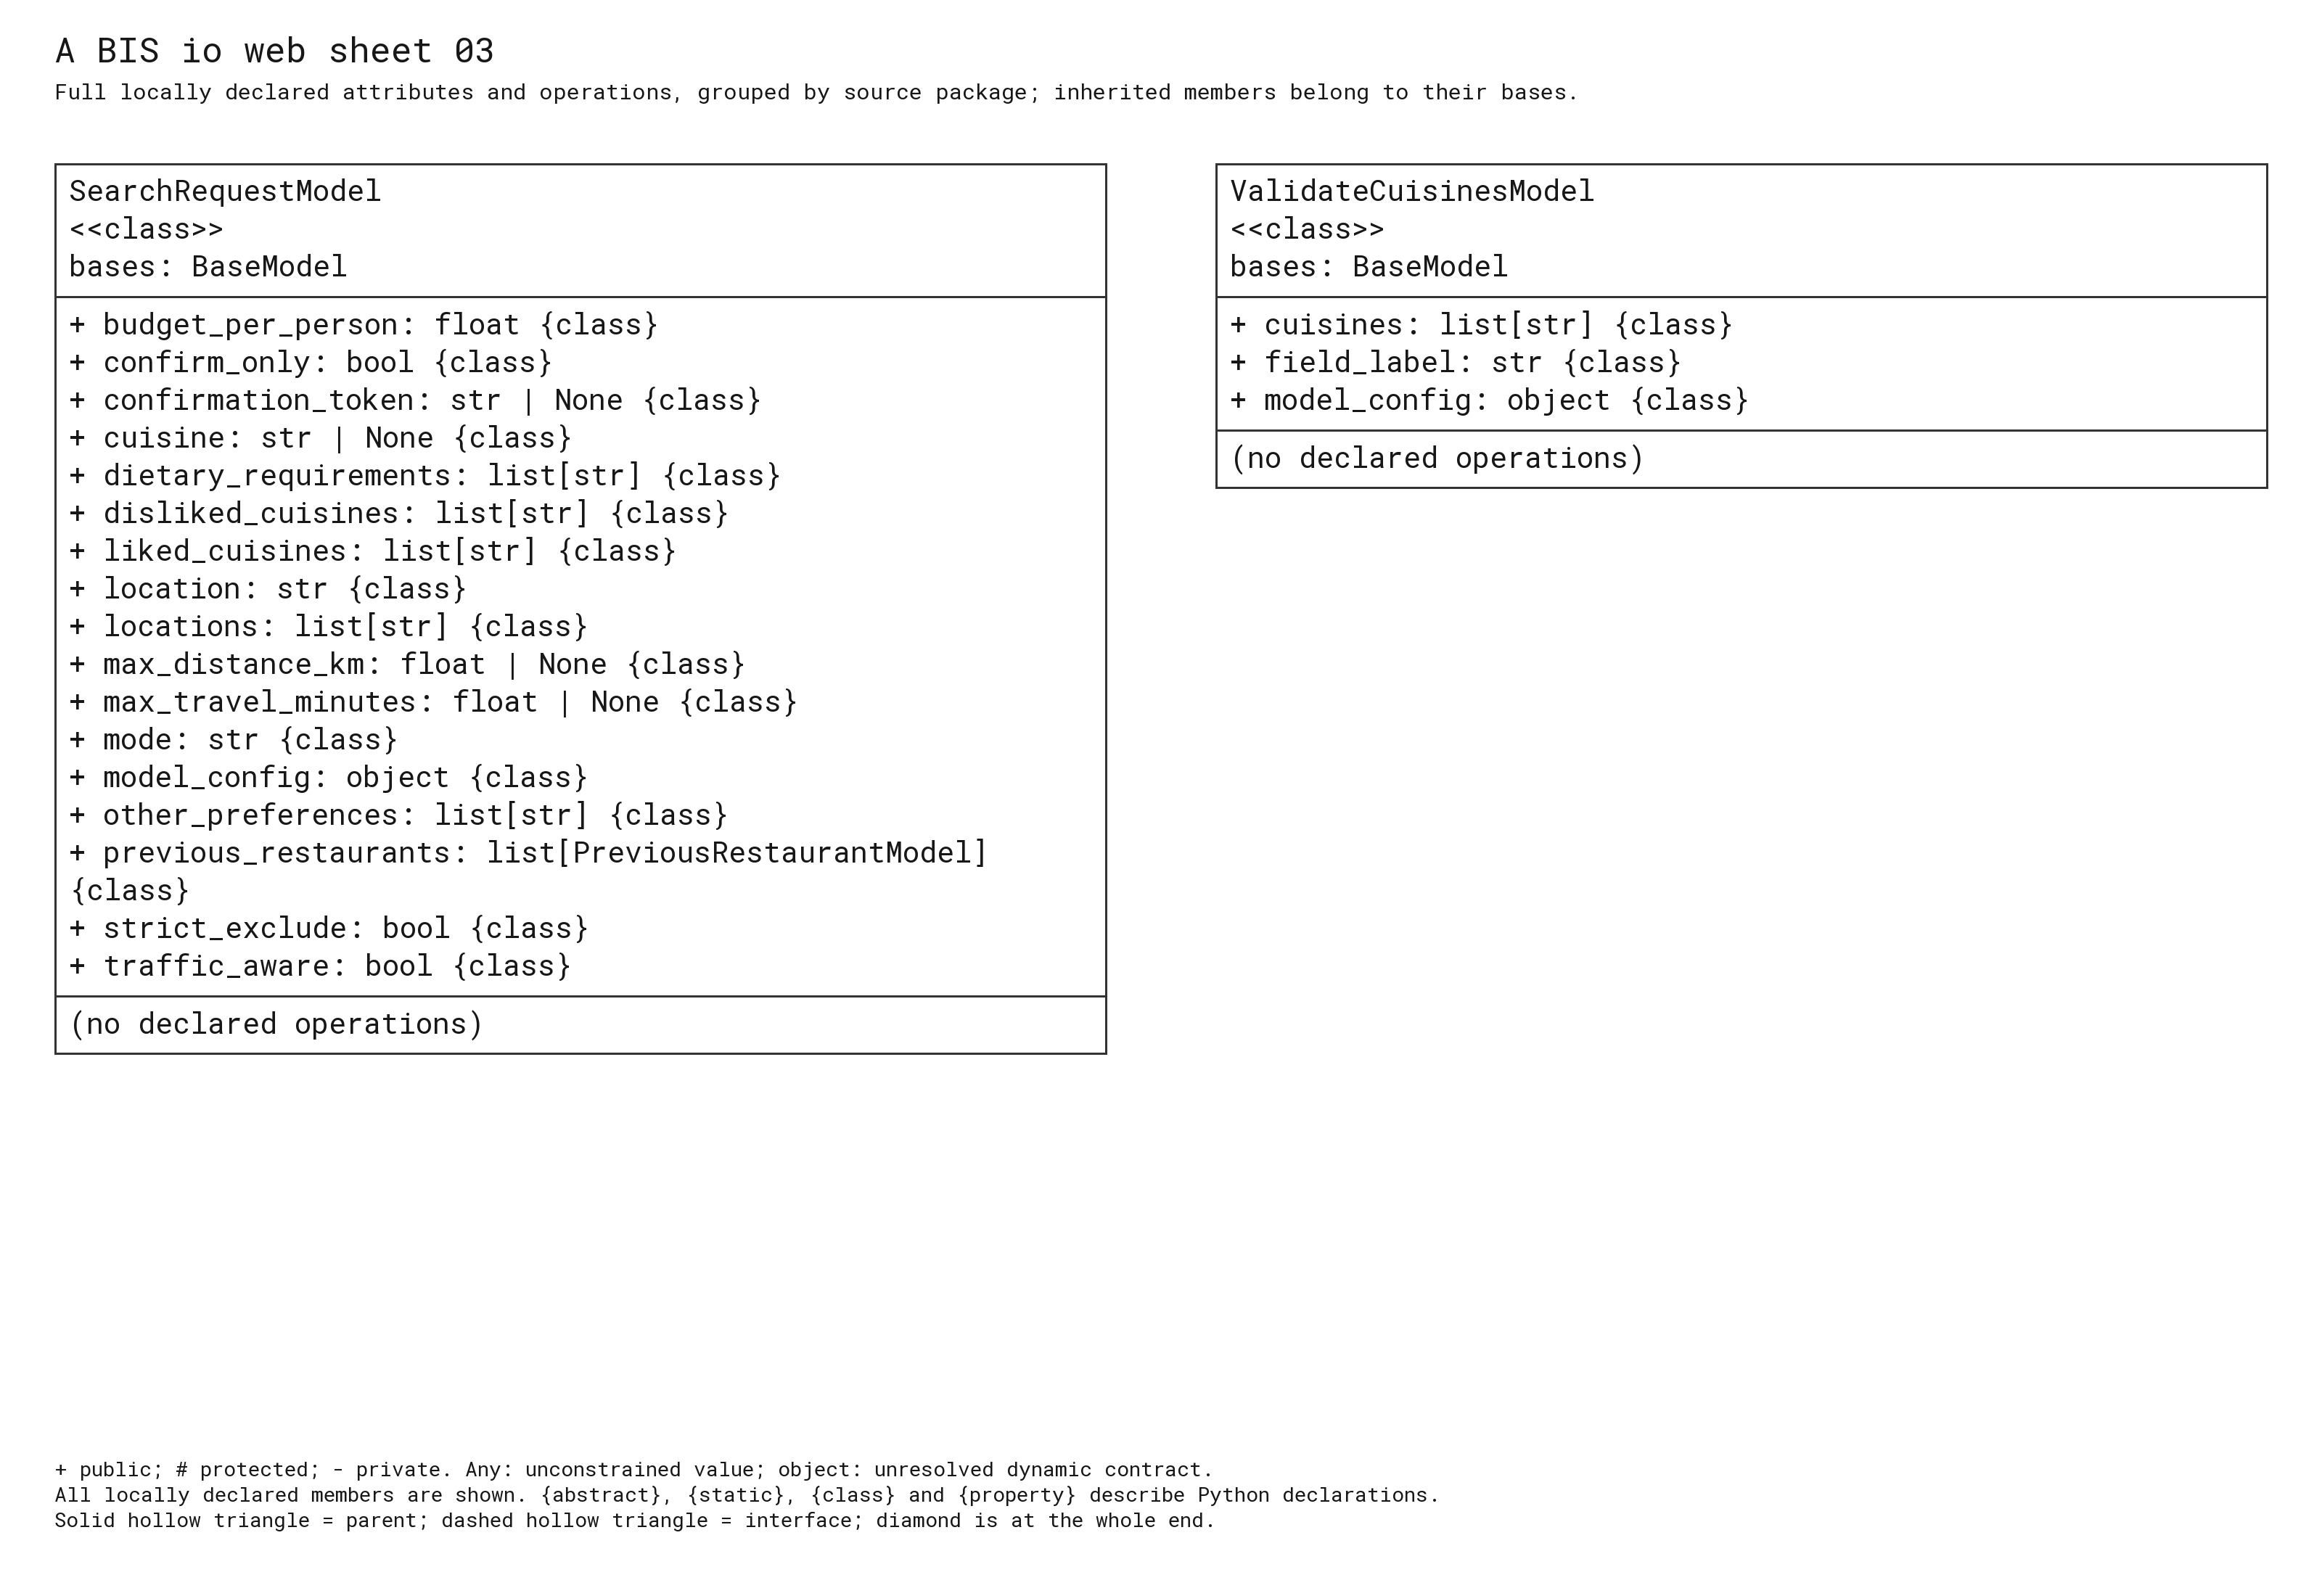 A BIS io web sheet 03
Full locally declared attributes and operations, grouped by source package; inherited members belong to their bases.
SearchRequestModel
<<class>>
bases: BaseModel
+ budget_per_person: float {class}
+ confirm_only: bool {class}
+ confirmation_token: str | None {class}
+ cuisine: str | None {class}
+ dietary_requirements: list[str] {class}
+ disliked_cuisines: list[str] {class}
+ liked_cuisines: list[str] {class}
+ location: str {class}
+ locations: list[str] {class}
+ max_distance_km: float | None {class}
+ max_travel_minutes: float | None {class}
+ mode: str {class}
+ model_config: object {class}
+ other_preferences: list[str] {class}
+ previous_restaurants: list[PreviousRestaurantModel]
{class}
+ strict_exclude: bool {class}
+ traffic_aware: bool {class}
(no declared operations)
ValidateCuisinesModel
<<class>>
bases: BaseModel
+ cuisines: list[str] {class}
+ field_label: str {class}
+ model_config: object {class}
(no declared operations)
+ public; # protected; - private. Any: unconstrained value; object: unresolved dynamic contract.
All locally declared members are shown. {abstract}, {static}, {class} and {property} describe Python declarations.
Solid hollow triangle = parent; dashed hollow triangle = interface; diamond is at the whole end.